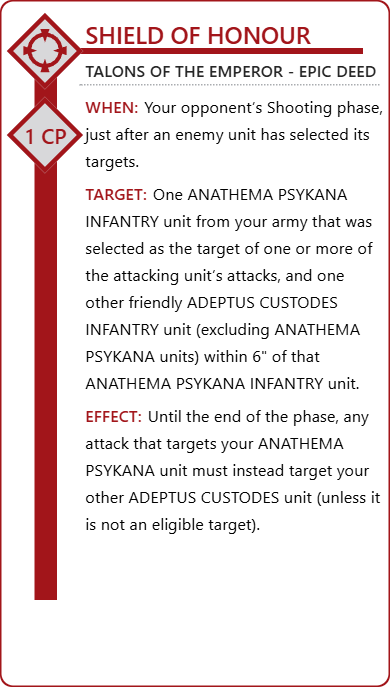 SHIELD OF HONOUR
TALONS OF THE EMPEROR - EPIC DEED
1 CP
WHEN: Your opponent’s Shooting phase,
just after an enemy unit has selected its
targets.
TARGET: One ANATHEMA PSYKANA
INFANTRY unit from your army that was
selected as the target of one or more of
the attacking unit’s attacks, and one
other friendly ADEPTUS CUSTODES
INFANTRY unit (excluding ANATHEMA
PSYKANA units) within 6" of that
ANATHEMA PSYKANA INFANTRY unit.
EFFECT: Until the end of the phase, any
attack that targets your ANATHEMA
PSYKANA unit must instead target your
other ADEPTUS CUSTODES unit (unless it
is not an eligible target).